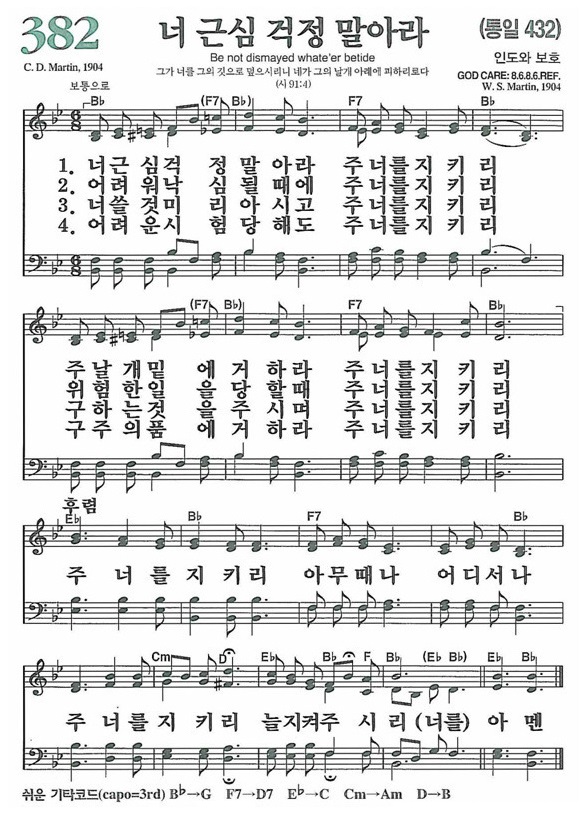 382
너 근심 걱정 말아라
(통일 432)
Be not dismayed whate'er betide
C. D. Martin, 1904
그가 너를 그의 깃으로 덮으시리니 네가 그의 날개 아래에 피하리로다
인도와 보호
(시 91:4)
GOD CARE: 8.6.8.6.REF.
W. S. Martin, 1904
보통으로
B♭ (F7 B♭) F7 B♭
1. 너근 심걱 정말 아라 주너를지 키리
2. 어려 워낙 심될 때에 주너를지 키리
3. 너쓸 것미 리아 시고 주너를지 키리
4. 어려 운시 험당 해도 주너를지 키리
(F7 B♭) F7 B♭
주날 개밑 에거 하라 주너를지 키리
위험 한일 을당 할때 주너를지 키리
구하 는것 을주 시며 주너를지 키리
구주 의품 에거 하라 주너를지 키리
후렴
E♭ B♭ F7 B♭
주 너를지키리 아무때나 어디서나
Cm D E♭ B♭ F B♭ (E♭ B♭) E♭ B♭
주 너를지키리 늘지켜주 시리 (너를) 아멘
쉬운 기타코드(capo=3rd) B♭→G F7→D7 E♭→C Cm→Am D→B